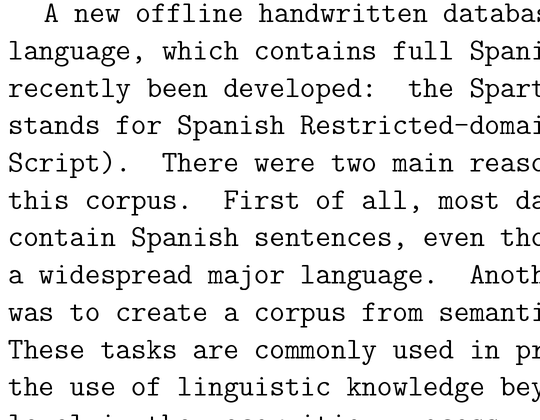 A new offline handwritten databas
language, which contains full Spani
recently been developed: the Spart
stands for Spanish Restricted-domai
Script). There were two main reaso
this corpus. First of all, most da
contain Spanish sentences, even tho
a widespread major language. Anoth
was to create a corpus from semanti
These tasks are commonly used in pr
the use of linguistic knowledge bey